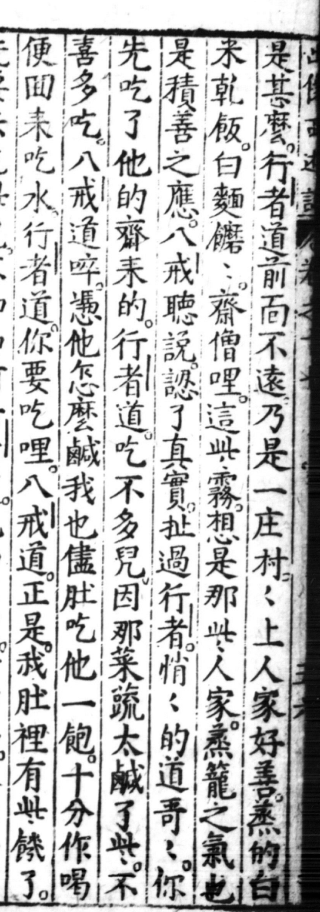 是甚麽行者道前面不遠乃是一庄村〻上人家好善蒸的白
米乾飯白麵饝〻齋僧哩這些霧想是那些人家蒸籠之氣也
是積善之應八戒聽說認了真實扯過行者悄〻的道哥〻你
先吃了他的齋來的行者道吃不多兒因那菜蔬太鹹了些不
喜多吃八戒道啐憑他怎麽鹹我也儘肚吃他一飽十分作喝
便囬來吃水行者道你要吃哩八戒道正是我肚裡有些饑了